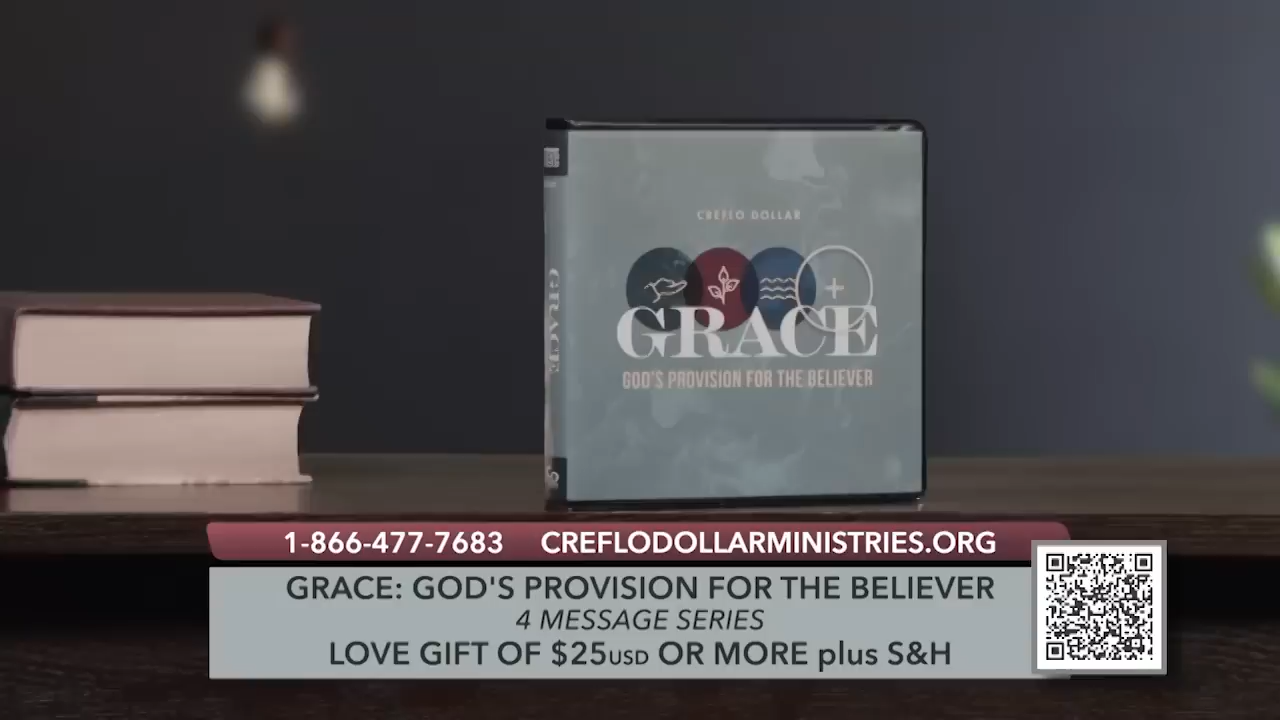 CREFLO DOLLAR
GRACE
GOD'S PROVISION FOR THE BELIEVER
GRACE
1-866-477-7683 CREFLODOLLARMINISTRIES.ORG
GRACE: GOD'S PROVISION FOR THE BELIEVER
4 MESSAGE SERIES
LOVE GIFT OF $25USD OR MORE plus S&H